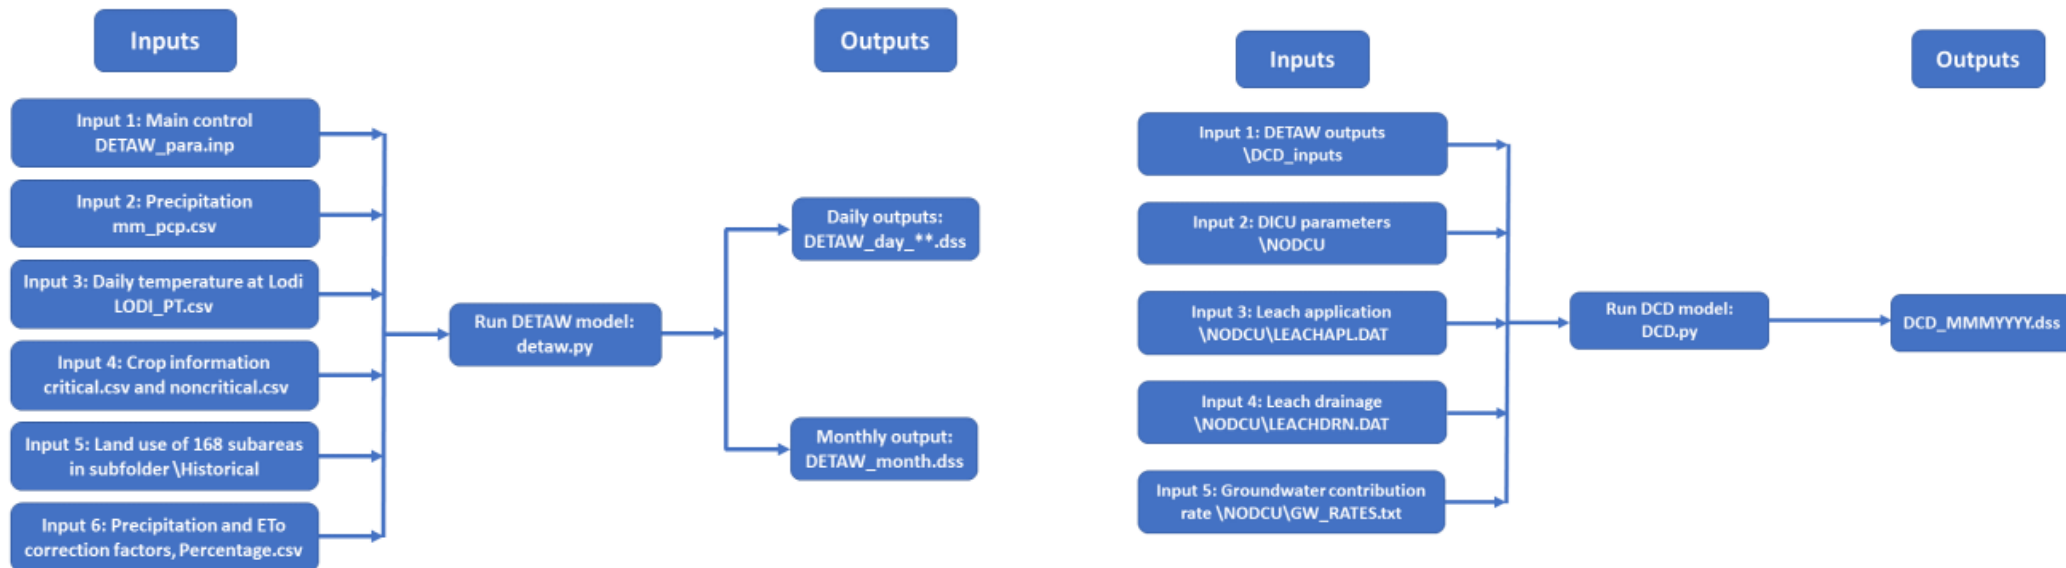 Inputs
Outputs
Input 1: Main control
DETAW_para.inp
Input 2: Precipitation
mm_pcp.csv
Input 3: Daily temperature at Lodi
LODI_PT.csv
Input 4: Crop information
critical.csv and noncritical.csv
Input 5: Land use of 168 subareas
in subfolder \Historical
Input 6: Precipitation and ETo
correction factors, Percentage.csv
Run DETAW model:
detaw.py
Daily outputs:
DETAW_day_**.dss
Monthly output:
DETAW_month.dss
Inputs
Outputs
Input 1: DETAW outputs
\DCD_inputs
Input 2: DICU parameters
\NODCU
Input 3: Leach application
\NODCU\LEACHAPL.DAT
Input 4: Leach drainage
\NODCU\LEACHDRN.DAT
Input 5: Groundwater contribution
rate \NODCU\GW_RATES.txt
Run DCD model:
DCD.py
DCD_MMMYYYY.dss